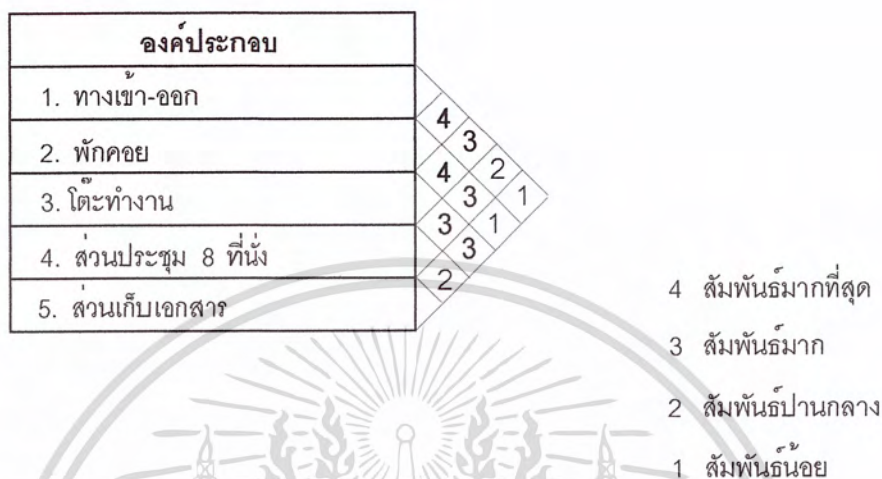 องค์ประกอบ
1. ทางเข้า-ออก
2. พักคอย
3. โต๊ะทำงาน
4. ส่วนประชุม 8 ที่นั่ง
5. ส่วนเก็บเอกสาร
4
3
4 2
3 1
3 1
3
2
4 สัมพันธ์มากที่สุด
3 สัมพันธ์มาก
2 สัมพันธ์ปานกลาง
1 สัมพันธ์น้อย